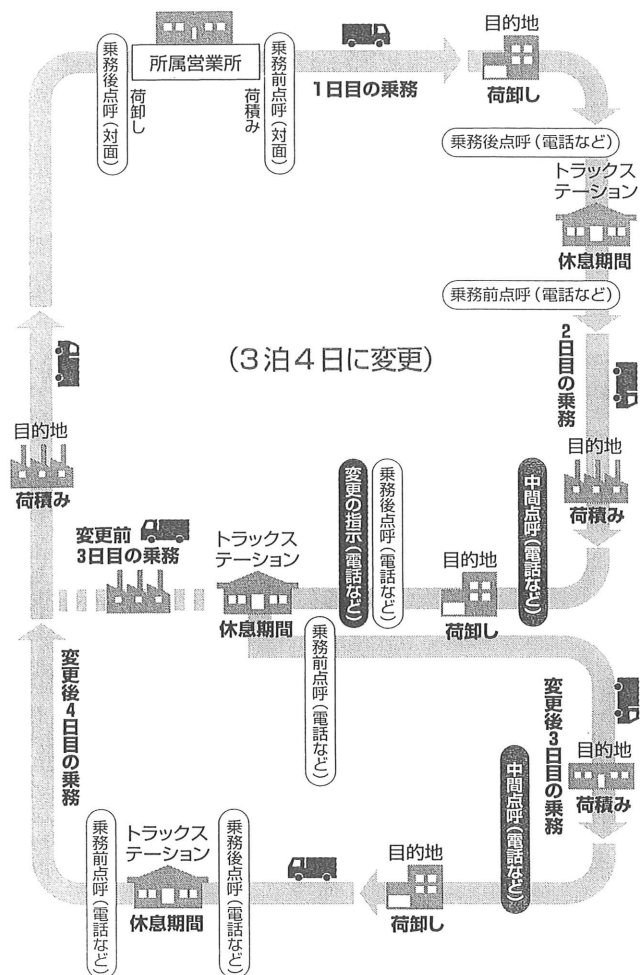 所属営業所
乗務後点呼(対面)
荷卸し
荷積み
乗務前点呼(対面)
1日目の乗務
目的地
荷卸し
乗務後点呼(電話など)
トラックス
テーション
休息期間
乗務前点呼(電話など)
2日目の乗務
(3泊4日に変更)
目的地
荷積み
中間点呼(電話など)
目的地
荷卸し
乗務後点呼(電話など)
変更の指示(電話など)
トラックス
テーション
休息期間
変更前
3日目の乗務
目的地
荷積み
乗務前点呼(電話など)
変更後3日目の乗務
目的地
荷積み
中間点呼(電話など)
目的地
荷卸し
乗務後点呼(電話など)
トラックス
テーション
休息期間
乗務前点呼(電話など)
変更後4日目の乗務